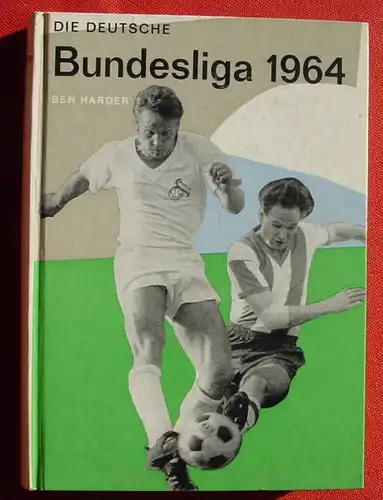 DIE DEUTSCHE
Bundesliga 1964
BEN HARDER